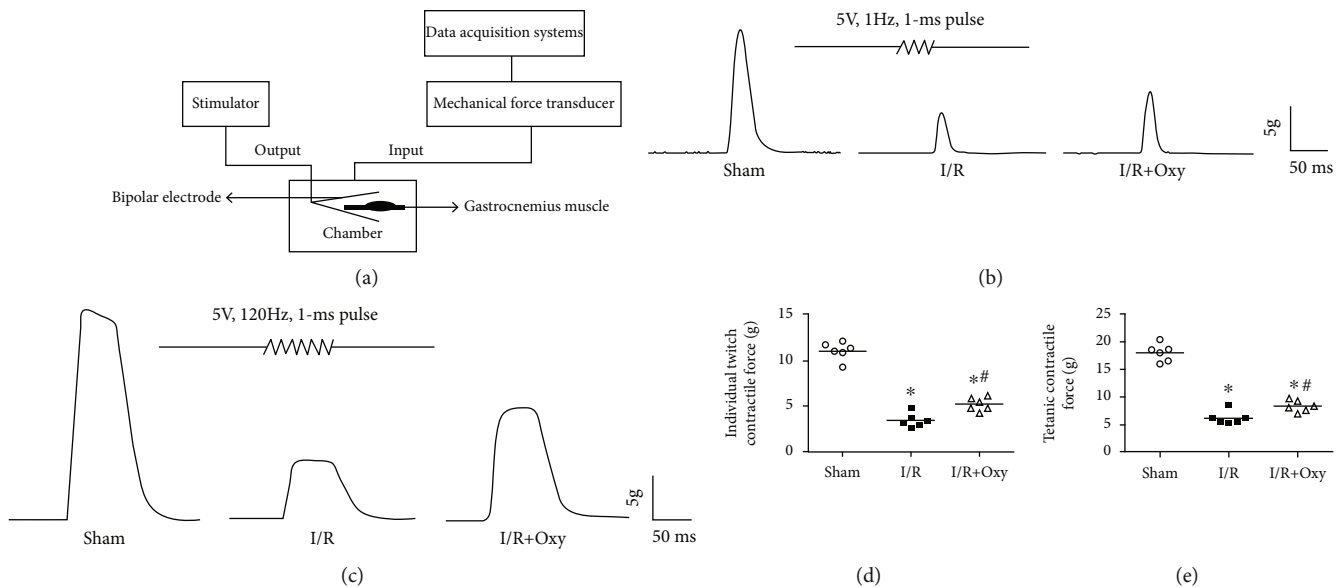 Data acquisition systems
Stimulator
Mechanical force transducer
Output
Input
Bipolar electrode
Gastrocnemius muscle
Chamber
(a)
5V, 1Hz, 1-ms pulse
5g
50 ms
Sham
I/R
I/R+Oxy
(b)
5V, 120Hz, 1-ms pulse
5g
50 ms
Sham
I/R
I/R+Oxy
(c)
Individual twitch
contractile force (g)
15
10
5
0
*
*#
Sham
I/R
I/R+Oxy
(d)
Tetanic contractile
force (g)
25
20
15
10
5
0
*
* #
Sham
I/R
I/R+Oxy
(e)